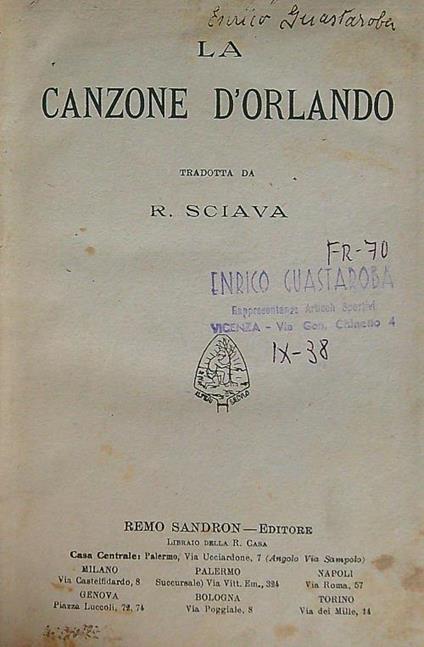 Enrico Guastaroba
LA
CANZONE D'ORLANDO
TRADOTTA DA
R. SCIAVA
FR-70
ENRICO GUASTAROBA
Rappresentanze Articoli Sportivi
VICENZA - Via Gen. Chinotto 4
IX-38
REMO SANDRON—EDITORE
LIBRAIO DELLA R. CASA
Casa Centrale: Palermo, Via Ucciardone, 7 (Angolo Via Sampolo)
MILANO PALERMO NAPOLI
Via Castelfidardo, 8 Succursale) Via Vitt. Em., 324 Via Roma, 57
GENOVA BOLOGNA TORINO
Piazza Luccoli, 72, 74 Via Poggiale, 8 Via dei Mille, 14